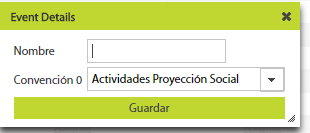 Event Details
Nombre
Convención 0 Actividades Proyección Social
Guardar